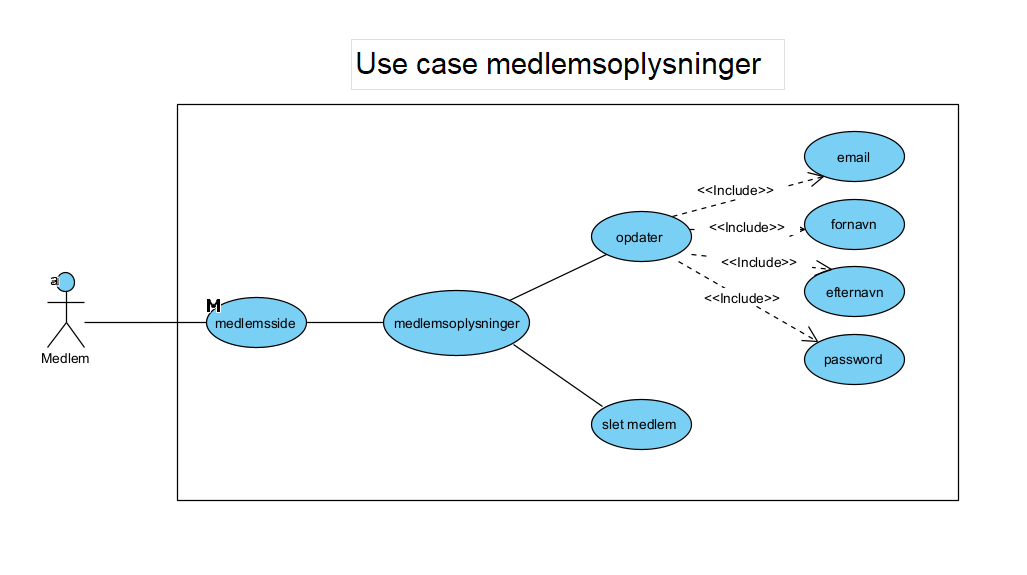 Use case medlemsoplysninger
email
<<Include>>
fornavn
<<Include>>
opdater
<<Include>>
a
efternavn
<<Include>>
M
medlemsside
medlemsoplysninger
Medlem
password
slet medlem